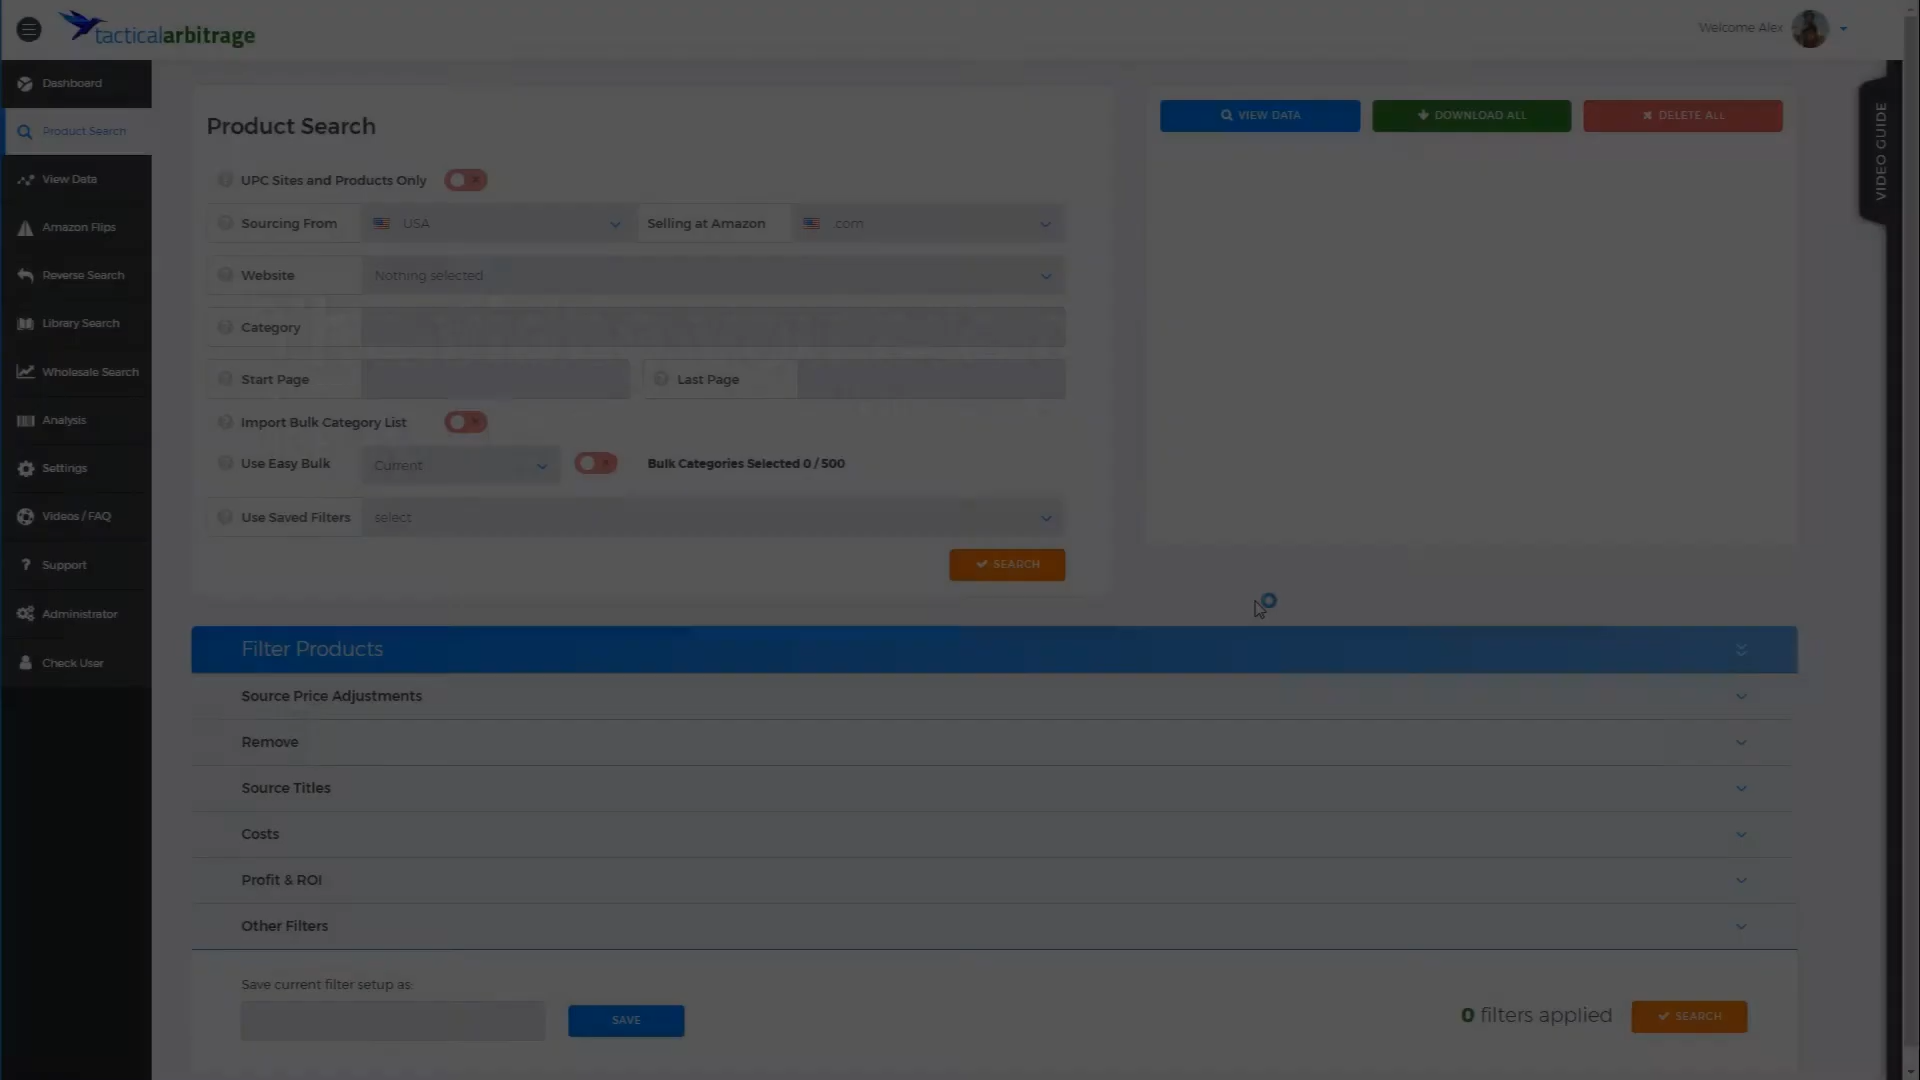 tacticalarbitrage
Welcome Alex
Dashboard
Product Search
View Data
Amazon Flips
Reverse Search
Library Search
Wholesale Search
Analysis
Settings
Videos / FAQ
Support
Administrator
Check User
Product Search
UPC Sites and Products Only
Sourcing From USA Selling at Amazon .com
Website Nothing selected
Category
Start Page Last Page
Import Bulk Category List
Use Easy Bulk Current Bulk Categories Selected 0 / 500
Use Saved Filters select
SEARCH
VIEW DATA DOWNLOAD ALL DELETE ALL
VIDEO GUIDE
Filter Products
Source Price Adjustments
Remove
Source Titles
Costs
Profit & ROI
Other Filters
Save current filter setup as:
SAVE
0 filters applied SEARCH